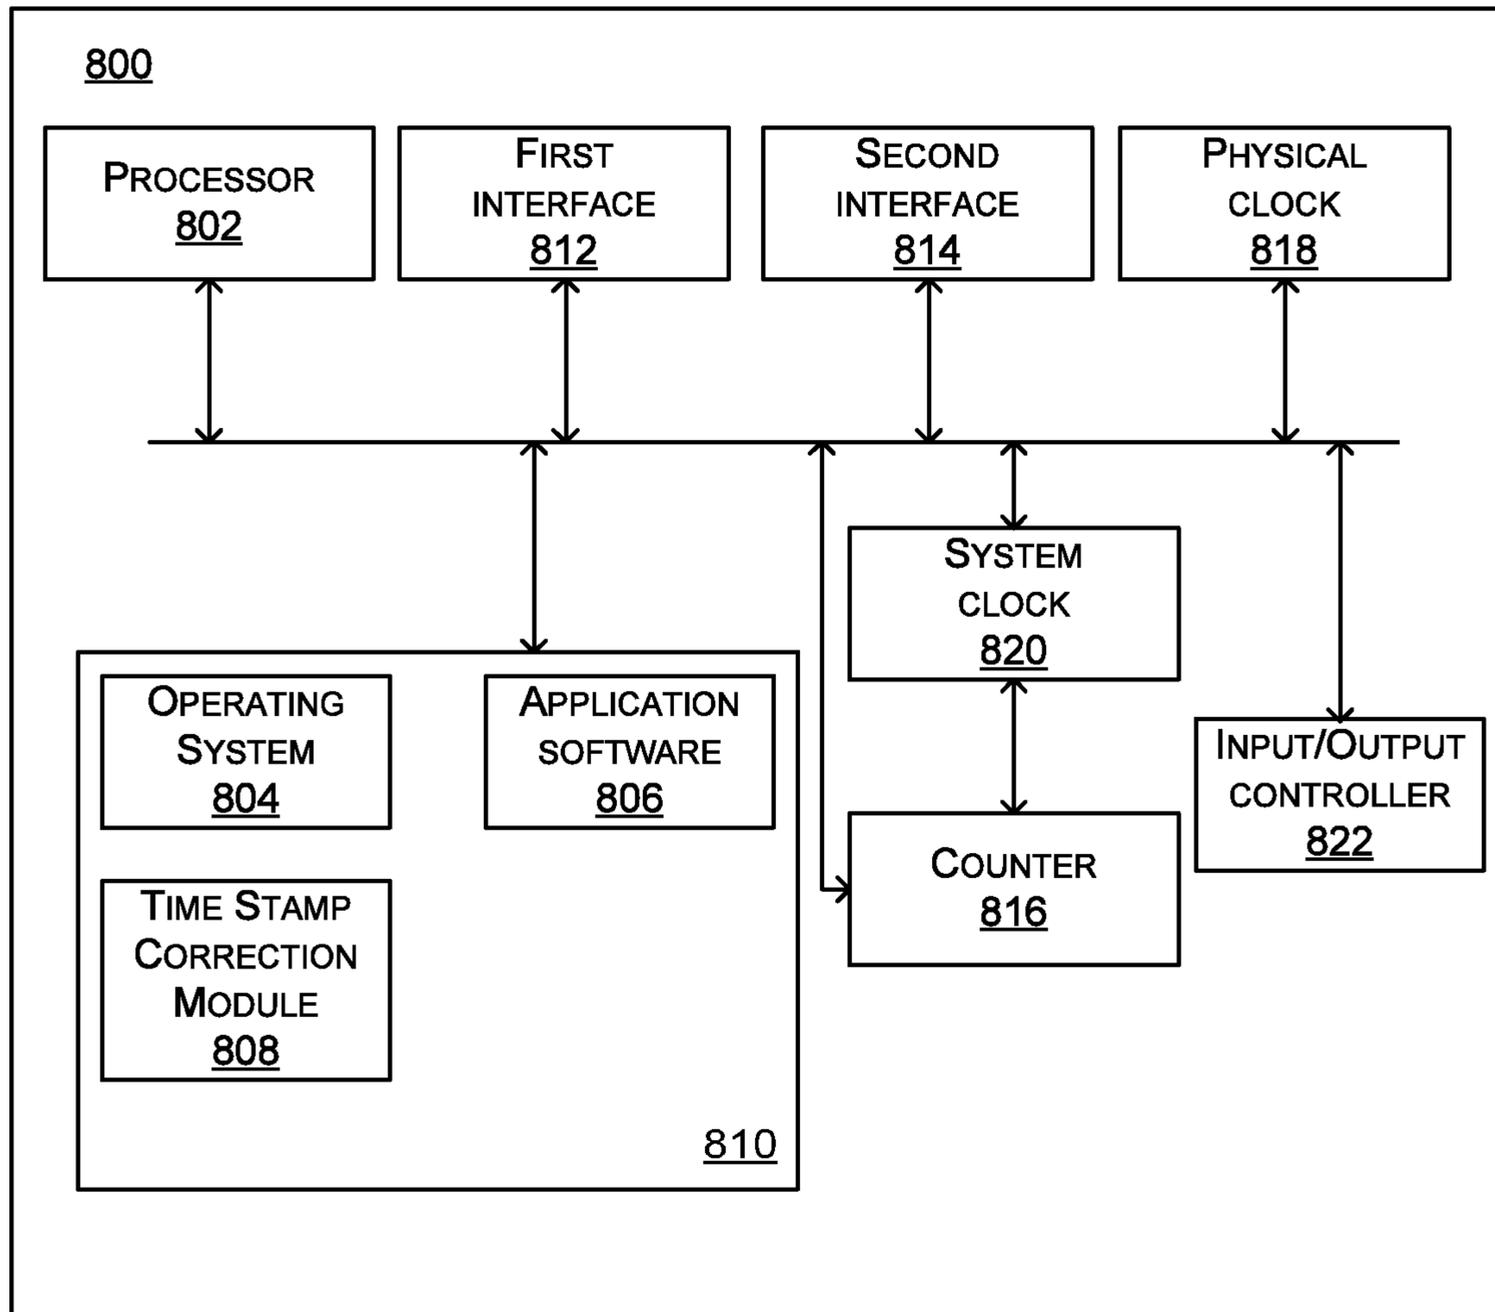 800
PROCESSOR
802
FIRST
INTERFACE
812
SECOND
INTERFACE
814
PHYSICAL
CLOCK
818
SYSTEM
CLOCK
820
OPERATING
SYSTEM
804
APPLICATION
SOFTWARE
806
INPUT/OUTPUT
CONTROLLER
822
COUNTER
816
TIME STAMP
CORRECTION
MODULE
808
810